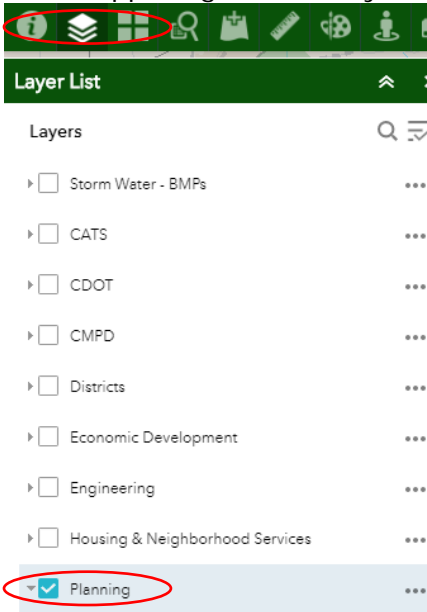 Layer List
Layers
Storm Water - BMPs
CATS
CDOT
CMPD
Districts
Economic Development
Engineering
Housing & Neighborhood Services
Planning